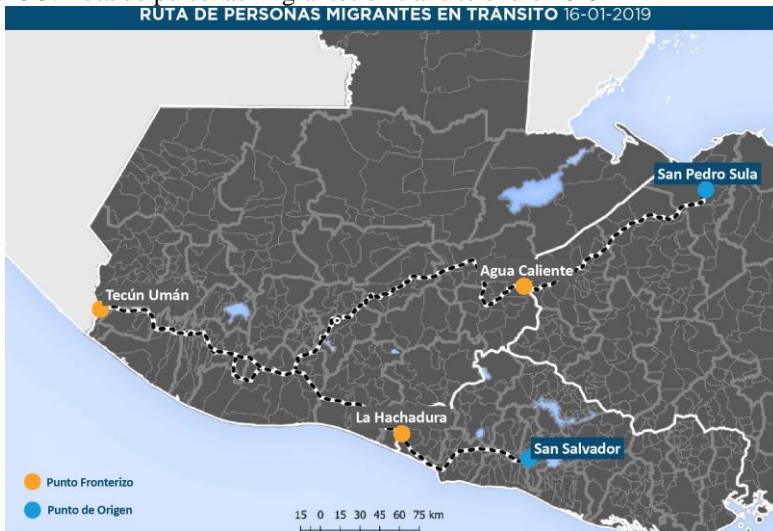 RUTA DE PERSONAS MIGRANTES EN TRÁNSITO 16-01-2019
San Pedro Sula
Agua Caliente
Tecún Umán
La Hachadura
San Salvador
Punto Fronterizo
Punto de Origen
15 0 15 30 45 60 75 km